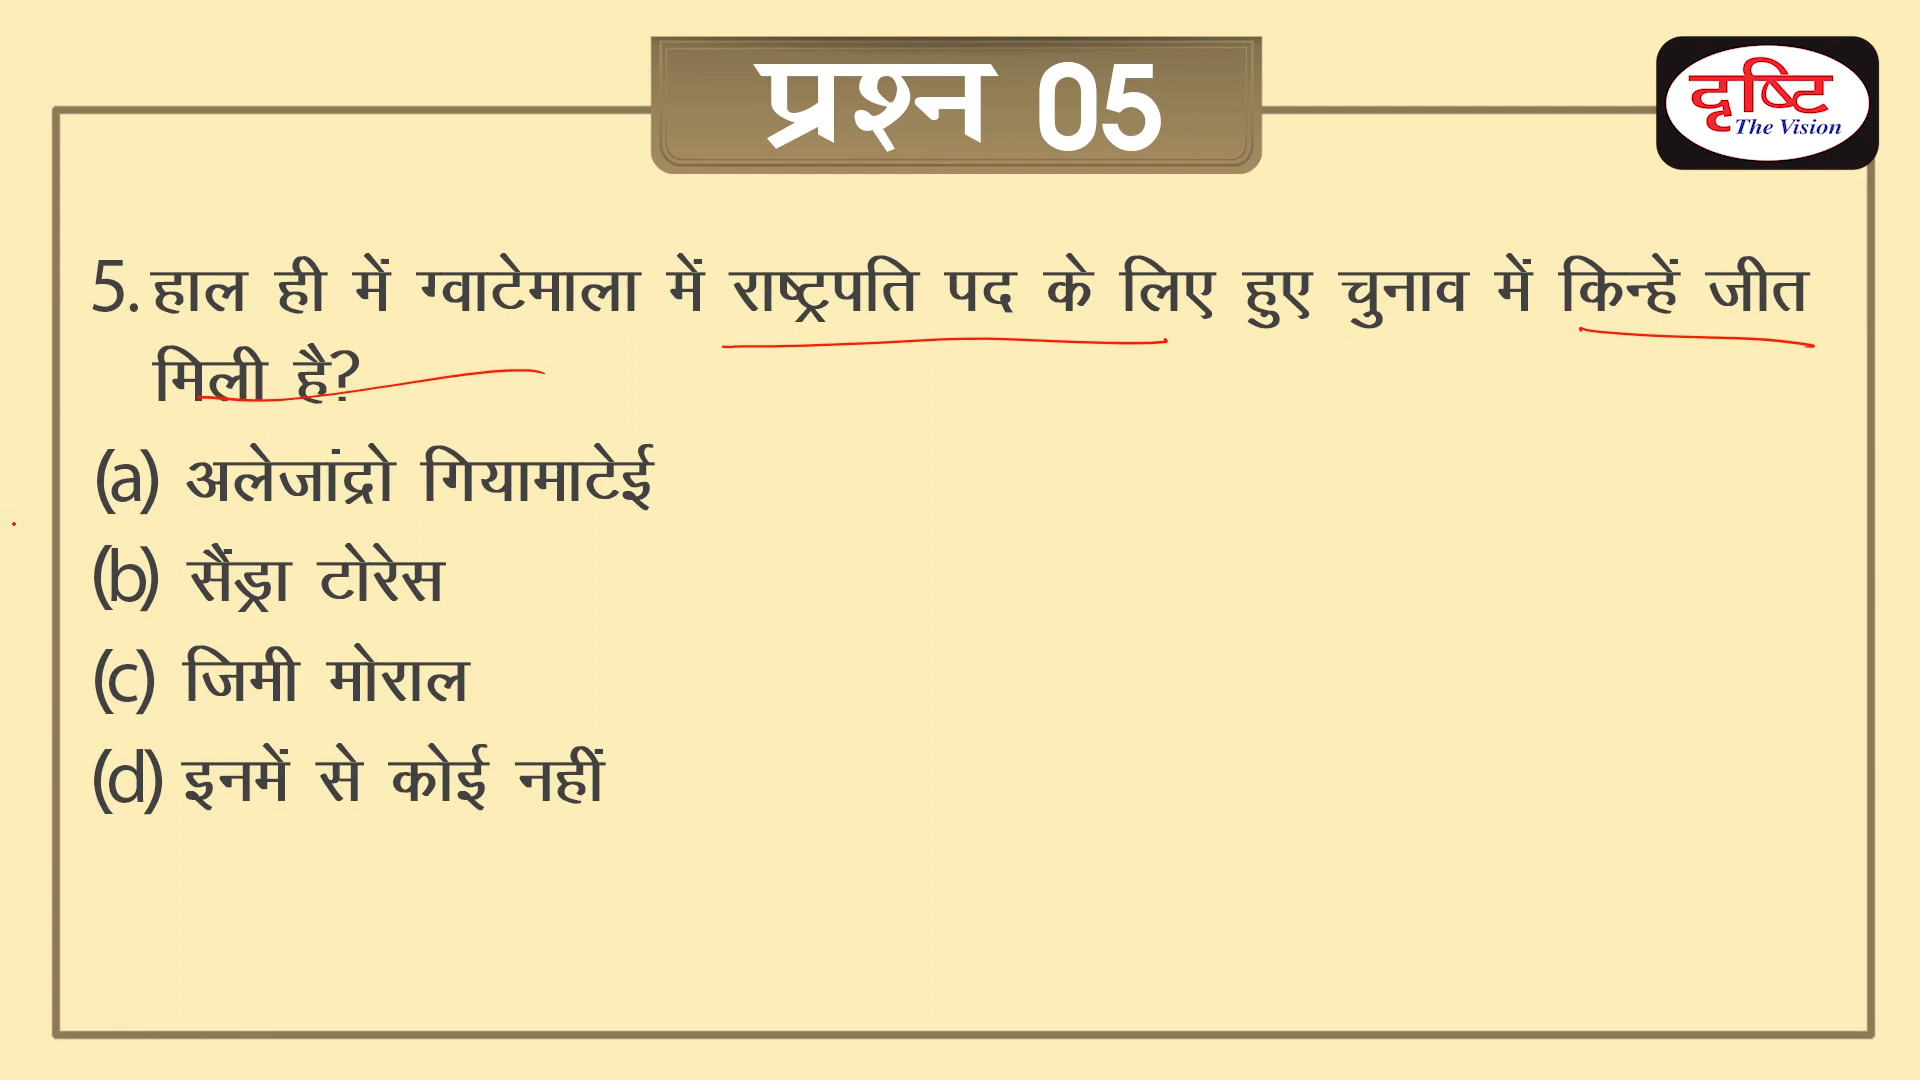 प्रश्न 05
दृष्टि
The Vision
5. हाल ही में ग्वाटेमाला में राष्ट्रपति पद के लिए हुए चुनाव में किन्हें जीत
मिली है?
(a) अलेजांद्रो गियामाटेई
(b) सैंड्रा टोरेस
(c) जिमी मोराल
(d) इनमें से कोई नहीं